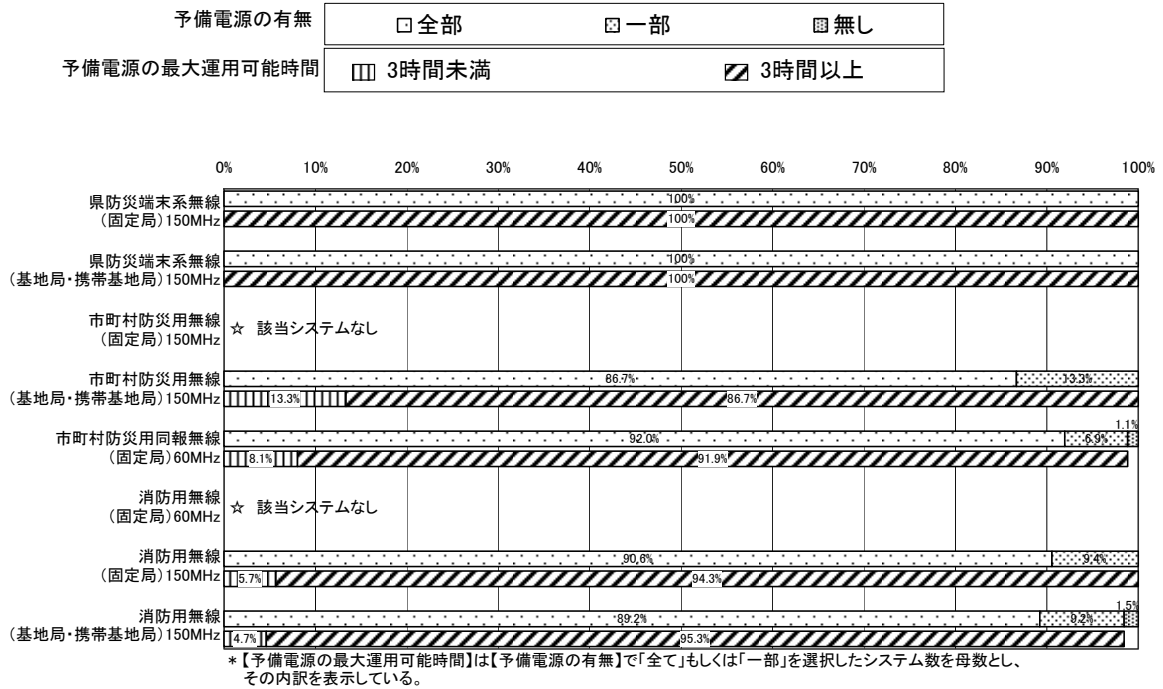 予備電源の有無
全部 一部 無し
予備電源の最大運用可能時間
3時間未満 3時間以上
0% 10% 20% 30% 40% 50% 60% 70% 80% 90% 100%
県防災端末系無線
(固定局)150MHz
100%
100%
県防災端末系無線
(基地局・携帯基地局)150MHz
100%
100%
市町村防災用無線
(固定局)150MHz
☆ 該当システムなし
市町村防災用無線
(基地局・携帯基地局)150MHz
86.7% 13.3%
13.3% 86.7%
市町村防災用同報無線
(固定局)60MHz
92.0% 6.9% 1.1%
8.1% 91.9%
消防用無線
(固定局)60MHz
☆ 該当システムなし
消防用無線
(固定局)150MHz
90.6% 9.4%
5.7% 94.3%
消防用無線
(基地局・携帯基地局)150MHz
89.2% 9.2% 1.5%
4.7% 95.3%
*【予備電源の最大運用可能時間】は【予備電源の有無】で「全て」もしくは「一部」を選択したシステム数を母数とし、
その内訳を表示している。